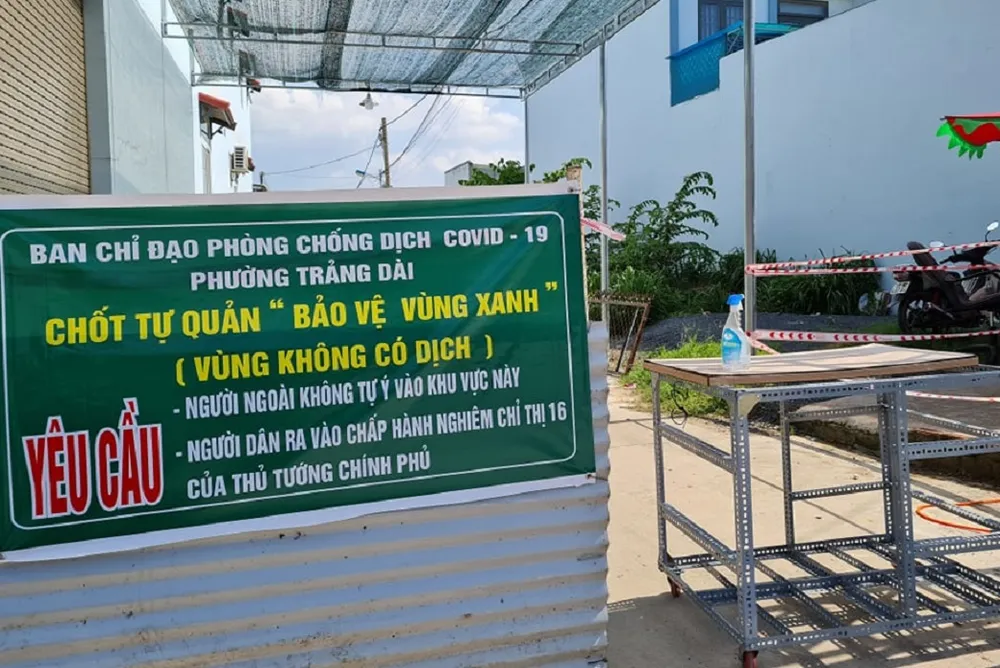 BAN CHỈ ĐẠO PHÒNG CHỐNG DỊCH COVID - 19
PHƯỜNG TRẢNG DÀI
CHỐT TỰ QUẢN “ BẢO VỆ VÙNG XANH ”
( VÙNG KHÔNG CÓ DỊCH )
YÊU CẦU
- NGƯỜI NGOÀI KHÔNG TỰ Ý VÀO KHU VỰC NÀY
- NGƯỜI DÂN RA VÀO CHẤP HÀNH NGHIÊM CHỈ THỊ 16
CỦA THỦ TƯỚNG CHÍNH PHỦ